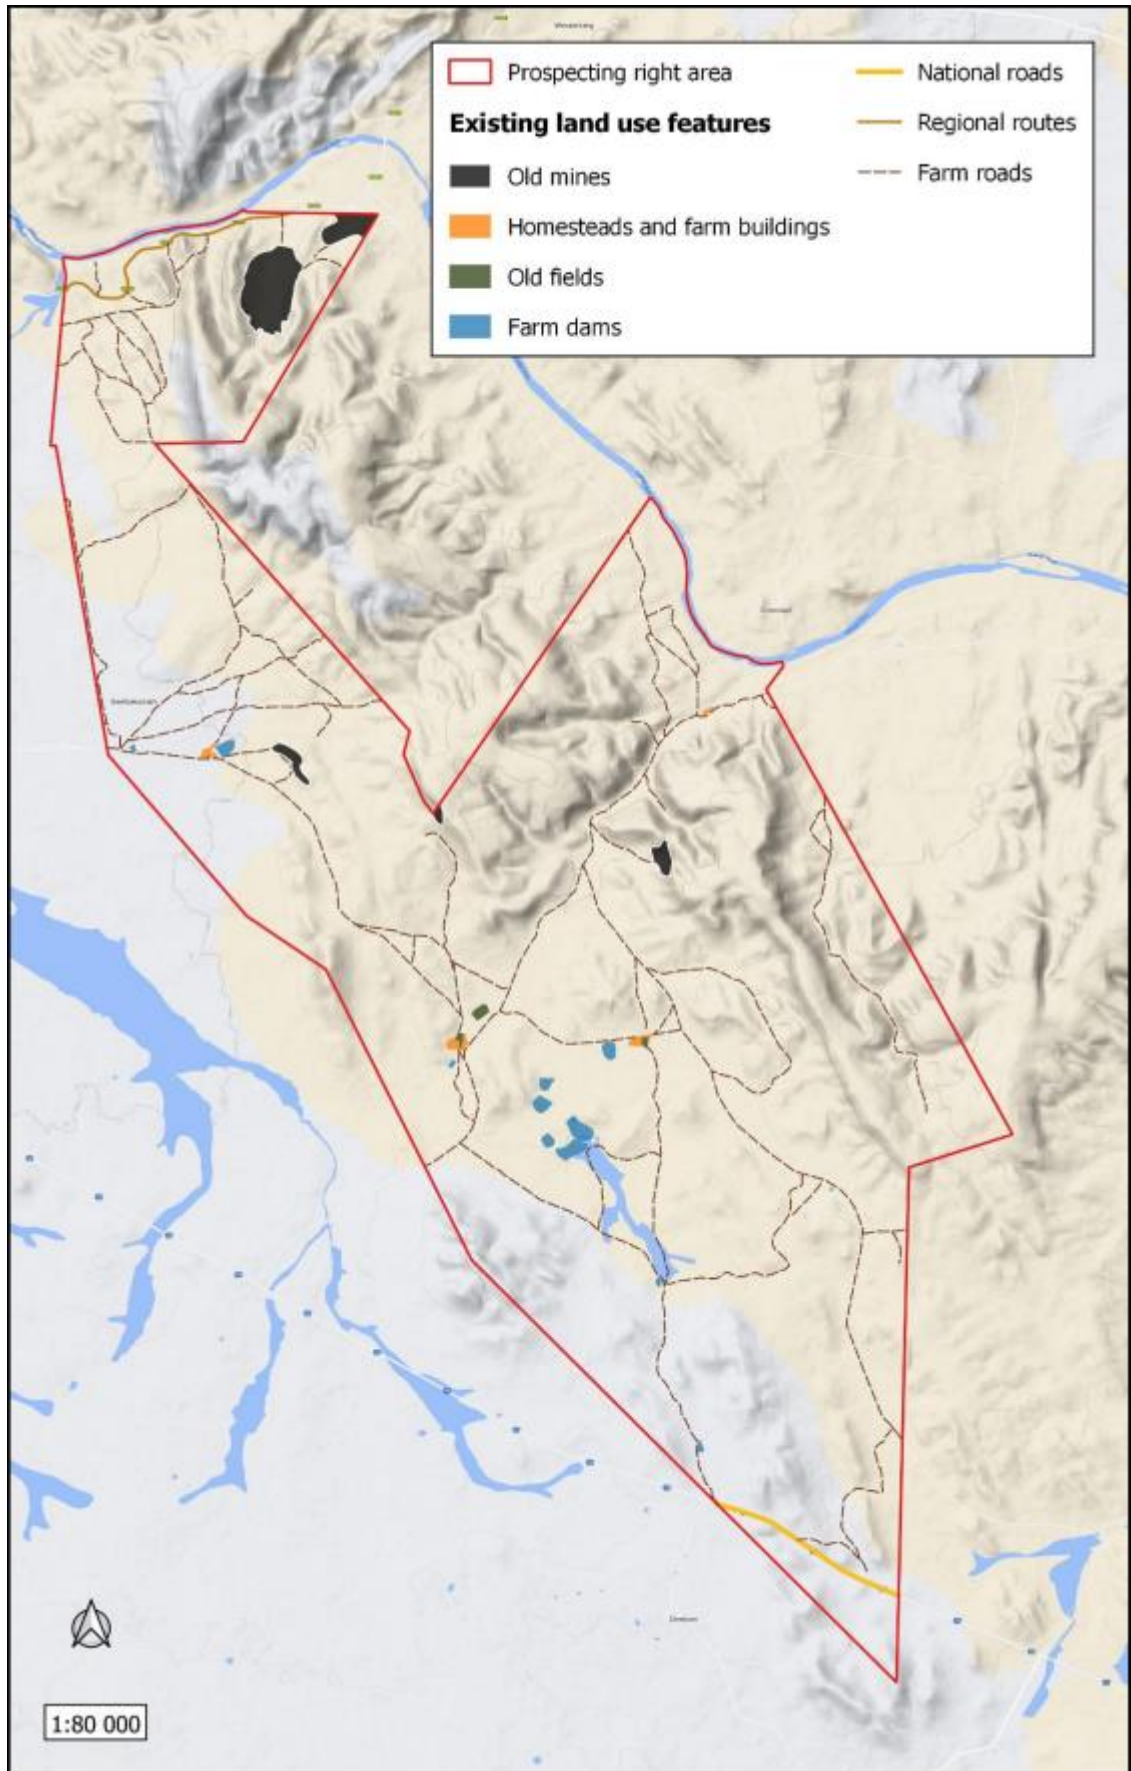 Prospecting right area
Existing land use features
Old mines
Homesteads and farm buildings
Old fields
Farm dams
National roads
Regional routes
Farm roads
1:80 000